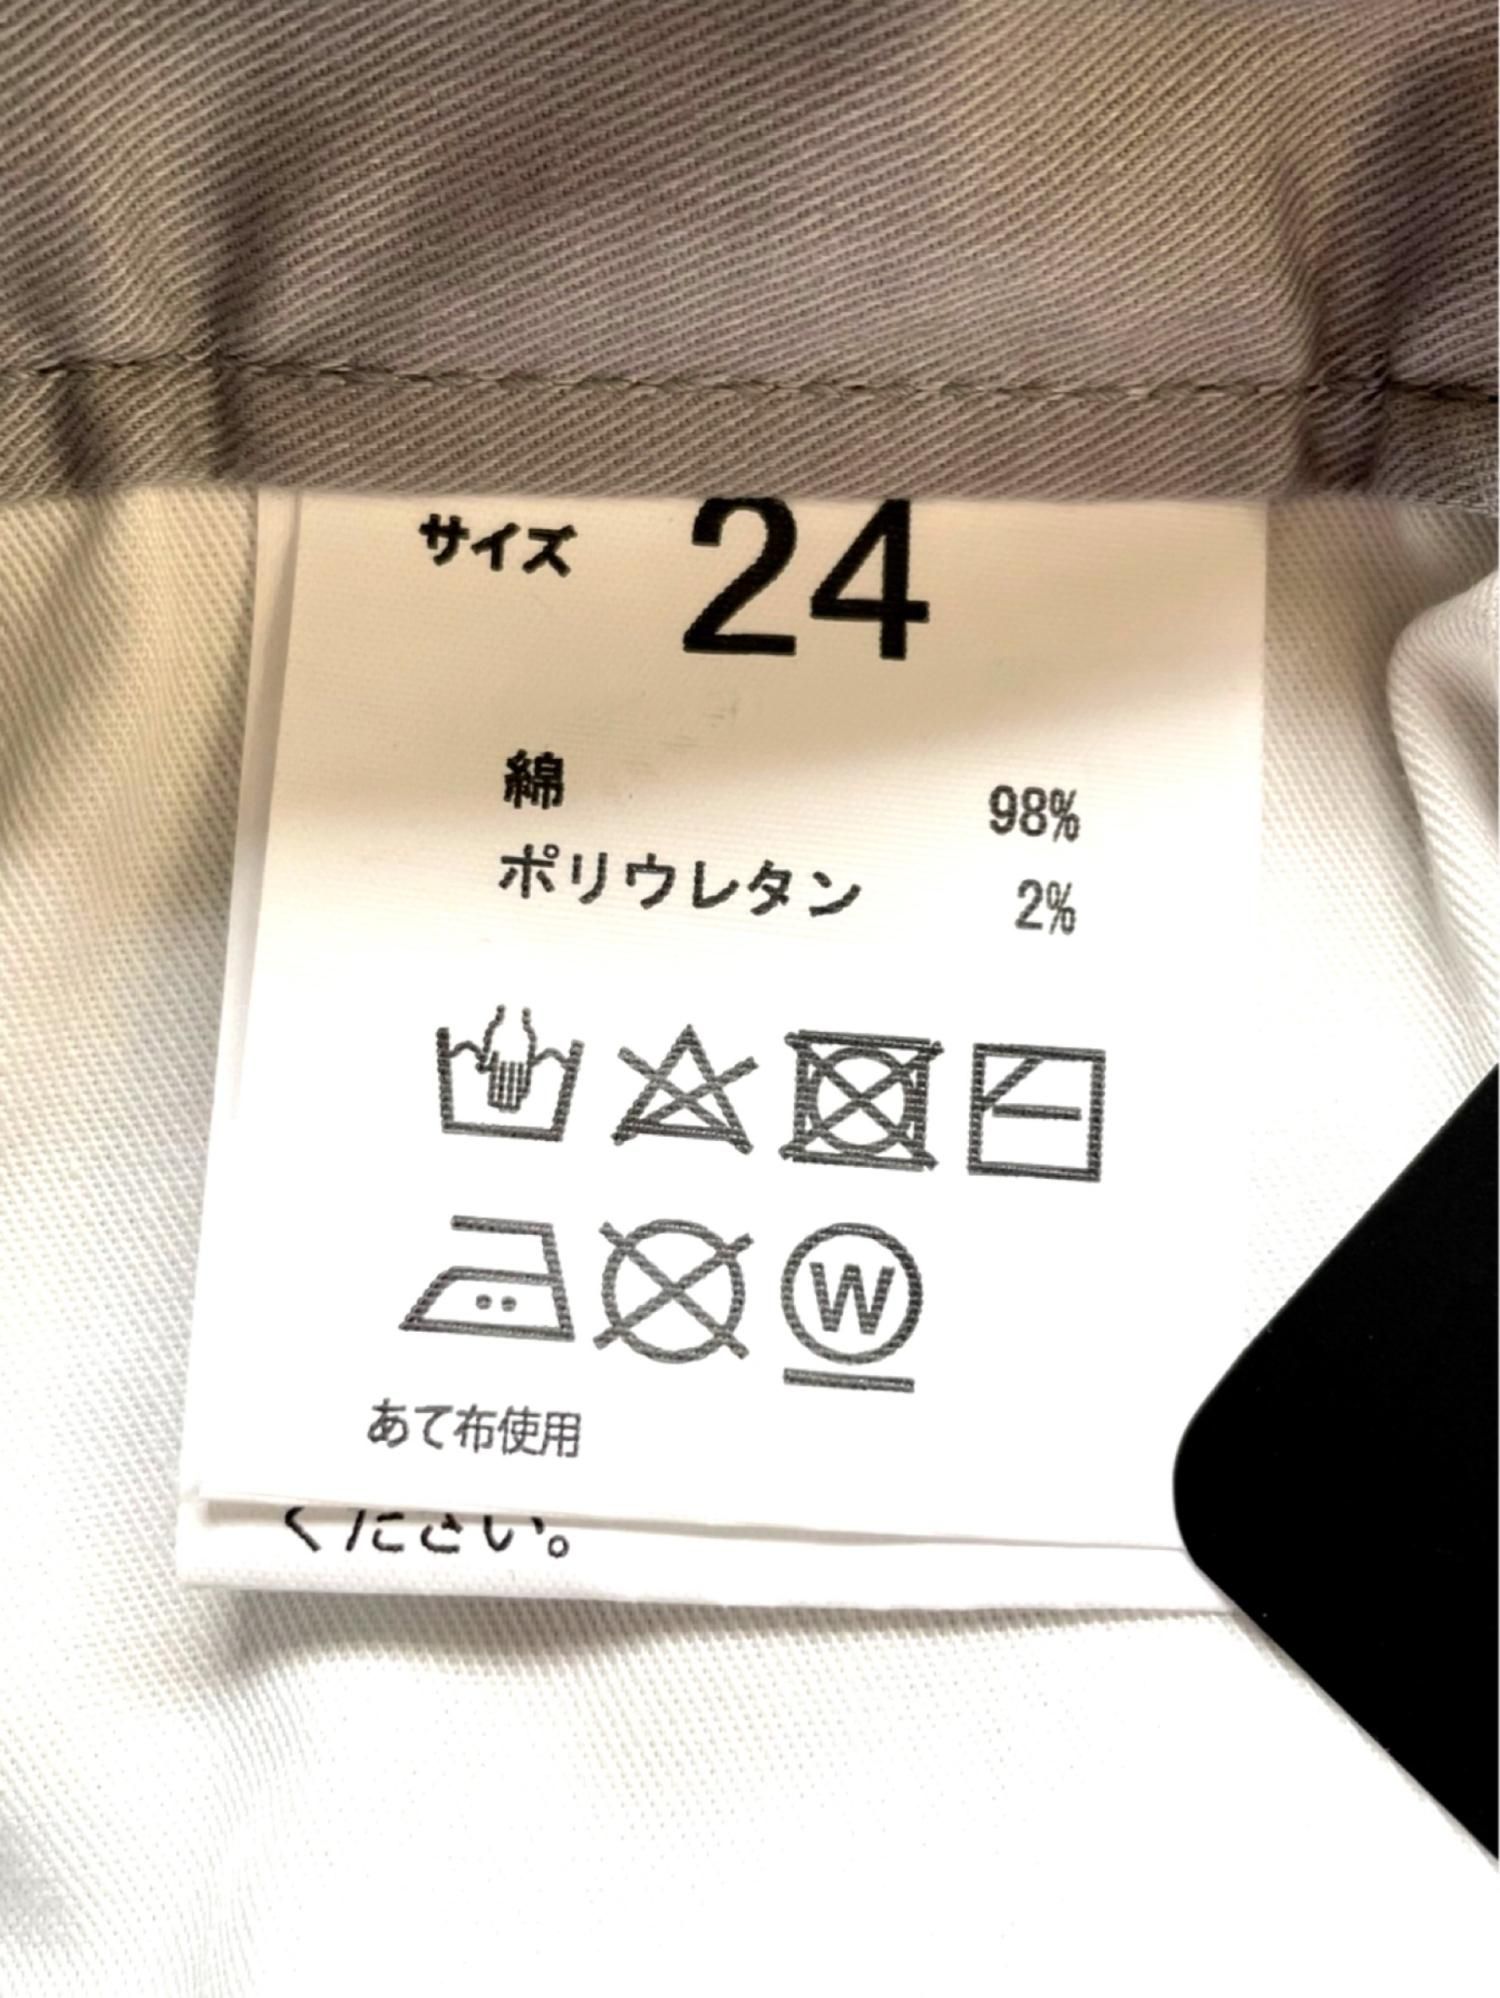 サイズ 24
綿 98%
ポリウレタン 2%
W
あて布使用
ください。